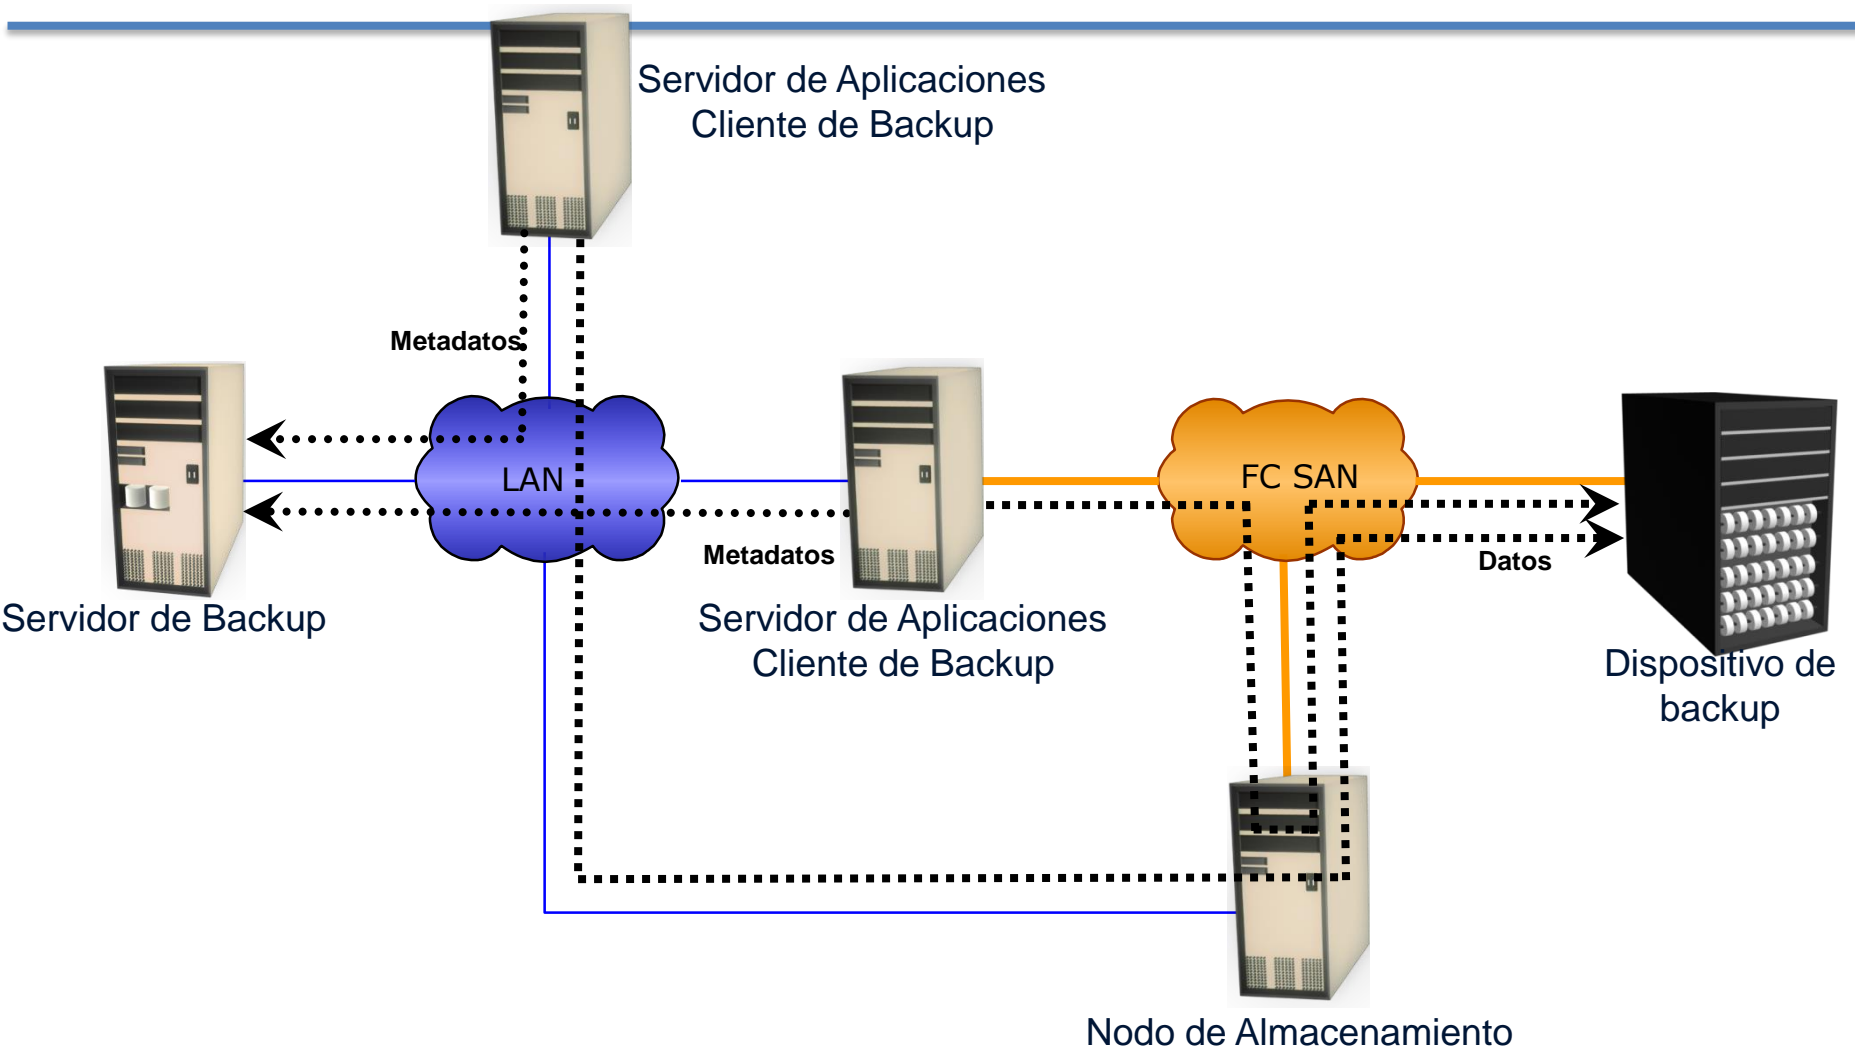 Servidor de Aplicaciones
Cliente de Backup
Metadatos
LAN
FC SAN
Metadatos
Datos
Servidor de Backup
Servidor de Aplicaciones
Cliente de Backup
Dispositivo de
backup
Nodo de Almacenamiento